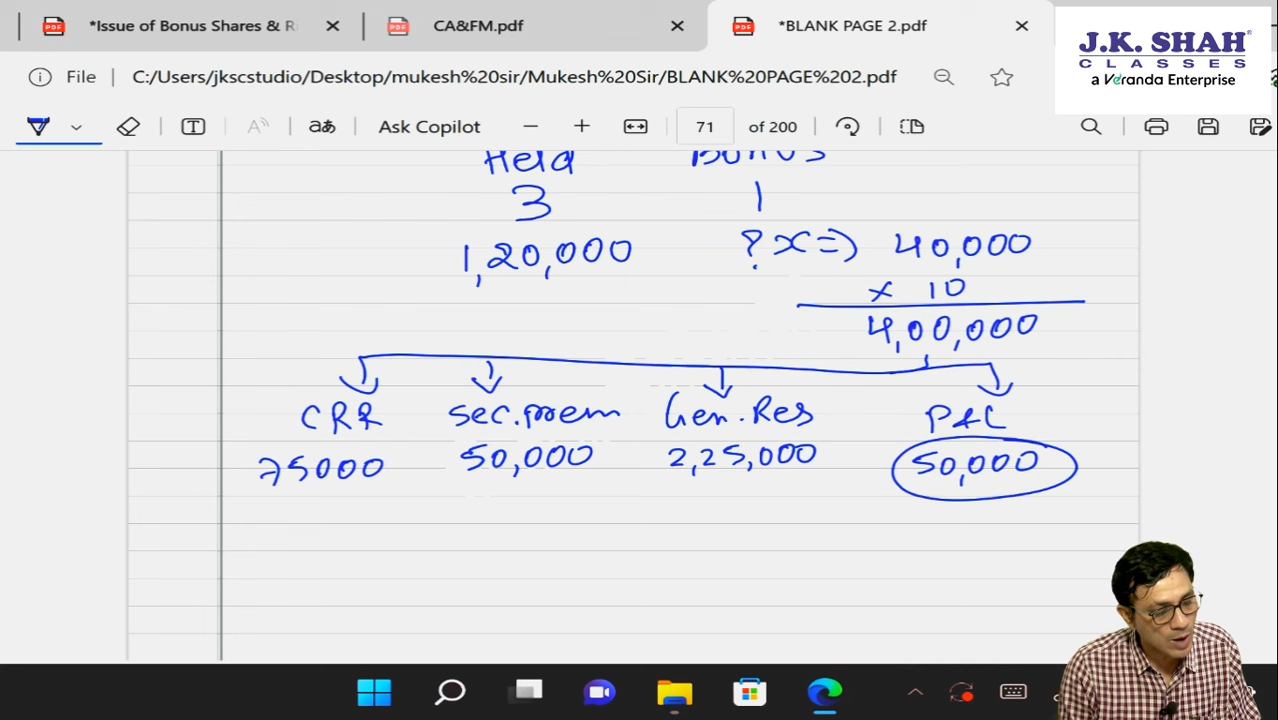 *Issue of Bonus Shares & Ri
CA&FM.pdf
*BLANK PAGE 2.pdf
J.K. SHAH
CLASSES
a Veranda Enterprise
File
C:/Users/jkscstudio/Desktop/mukesh%20sir/Mukesh%20Sir/BLANK%20PAGE%202.pdf
aあ Ask Copilot 71 of 200
Held Bonus
3 1
1,20,000 ? x => 40,000
x 10
4,00,000
CRR Sec.prem Gen.Res P&L
75000 50,000 2,25,000 50,000